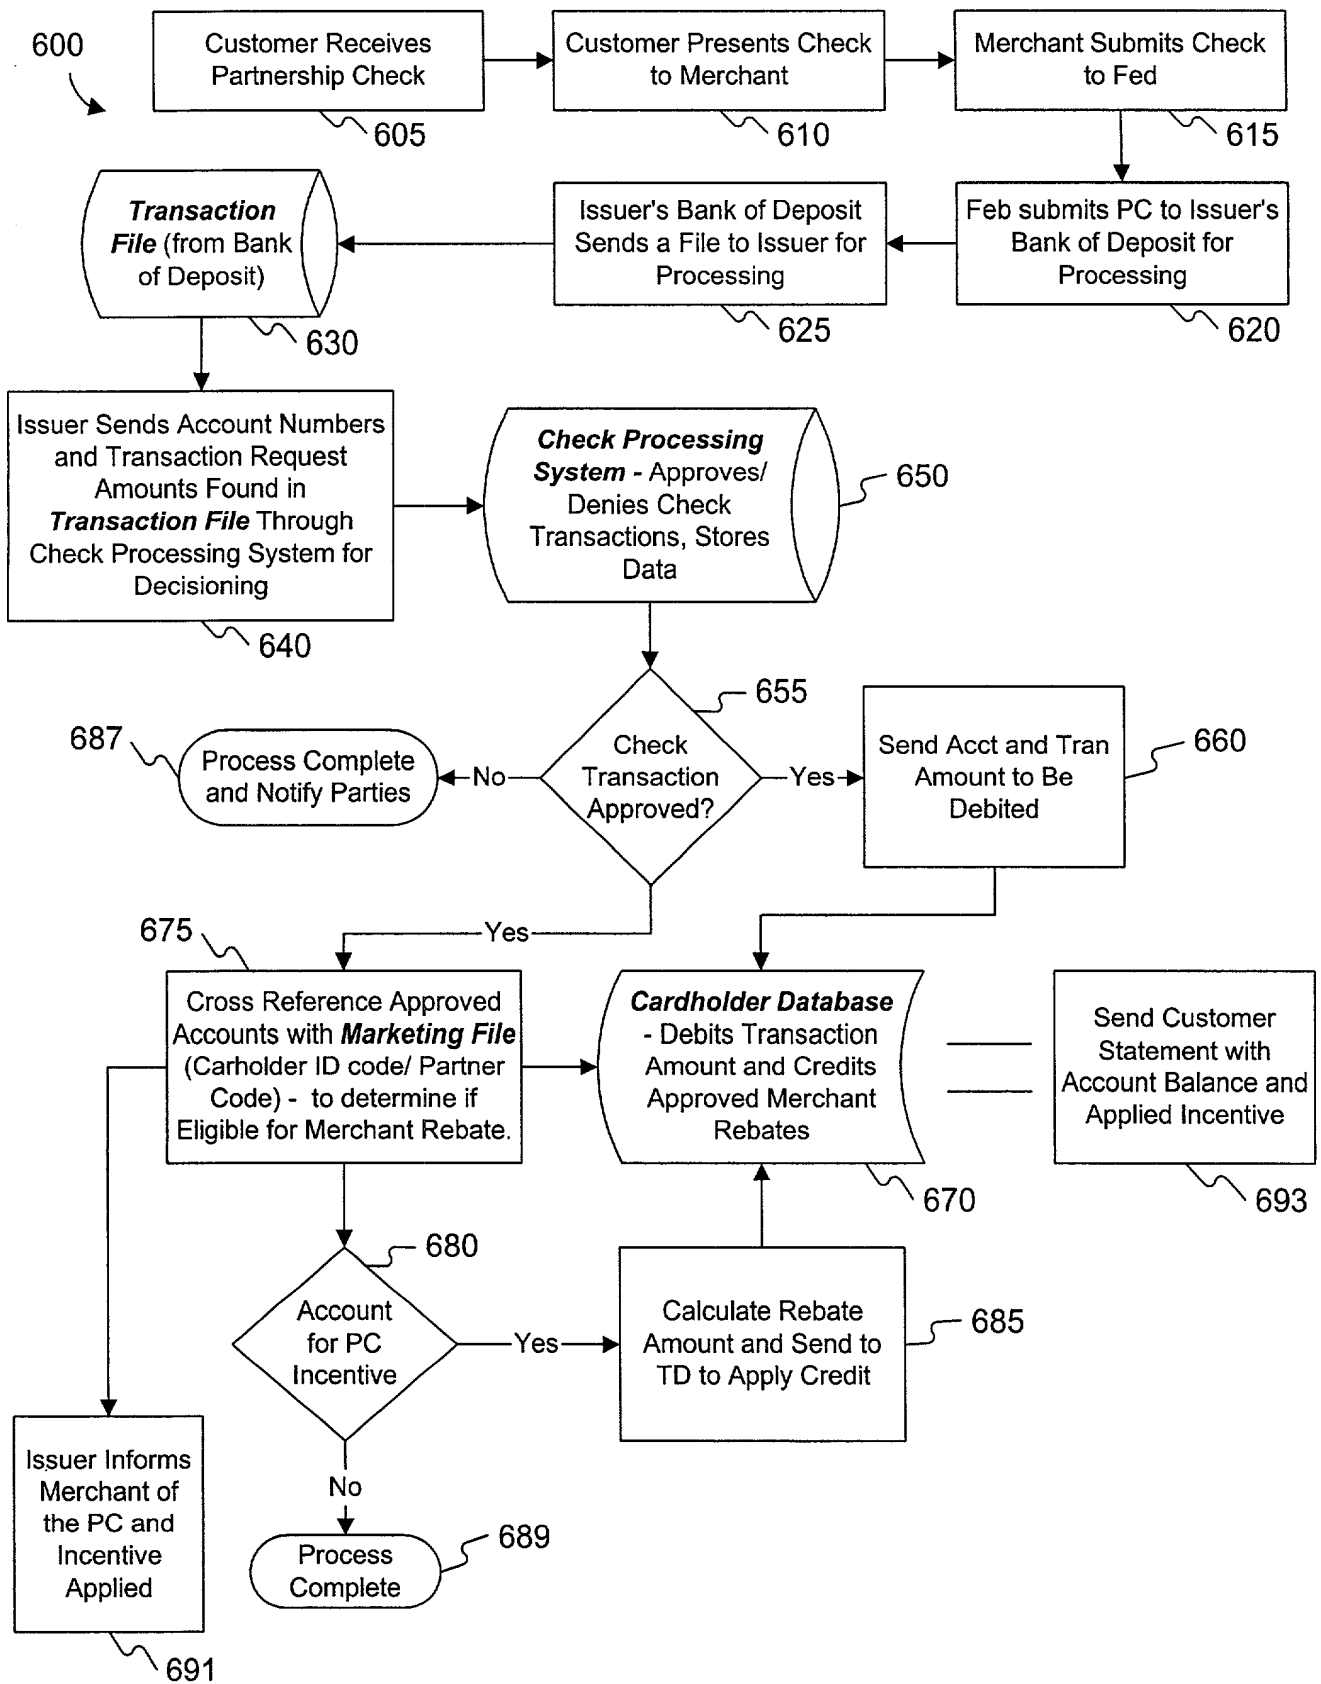 600
Customer Receives
Partnership Check
605
Customer Presents Check
to Merchant
610
Merchant Submits Check
to Fed
615
Feb submits PC to Issuer's
Bank of Deposit for
Processing
620
Issuer's Bank of Deposit
Sends a File to Issuer for
Processing
625
Transaction
File (from Bank
of Deposit)
630
Issuer Sends Account Numbers
and Transaction Request
Amounts Found in
Transaction File Through
Check Processing System for
Decisioning
640
Check Processing
System - Approves/
Denies Check
Transactions, Stores
Data
650
Check
Transaction
Approved?
655
No
Process Complete
and Notify Parties
687
Yes
Send Acct and Tran
Amount to Be
Debited
660
Yes
Cross Reference Approved
Accounts with Marketing File
(Carholder ID code/ Partner
Code) - to determine if
Eligible for Merchant Rebate.
675
Cardholder Database
- Debits Transaction
Amount and Credits
Approved Merchant
Rebates
670
Send Customer
Statement with
Account Balance and
Applied Incentive
693
Account
for PC
Incentive
680
Yes
Calculate Rebate
Amount and Send to
TD to Apply Credit
685
No
Process
Complete
689
Issuer Informs
Merchant of
the PC and
Incentive
Applied
691